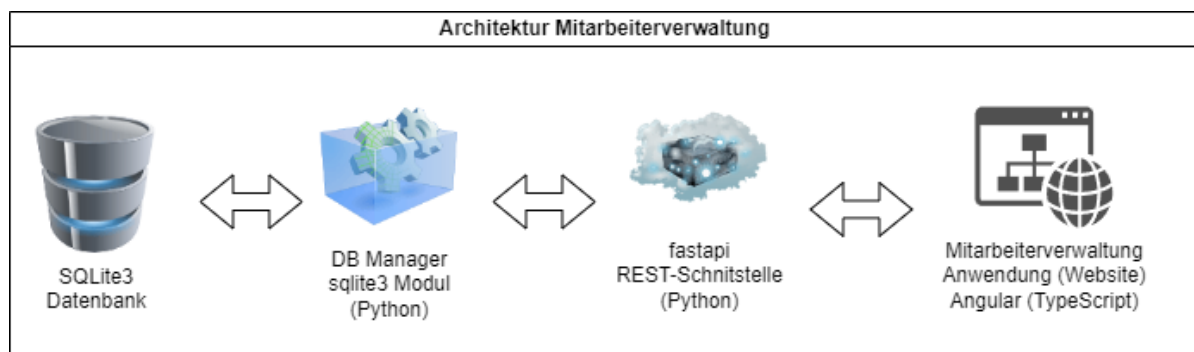 Architektur Mitarbeiterverwaltung
SQLite3
Datenbank
DB Manager
sqlite3 Modul
(Python)
fastapi
REST-Schnitstelle
(Python)
Mitarbeiterverwaltung
Anwendung (Website)
Angular (TypeScript)